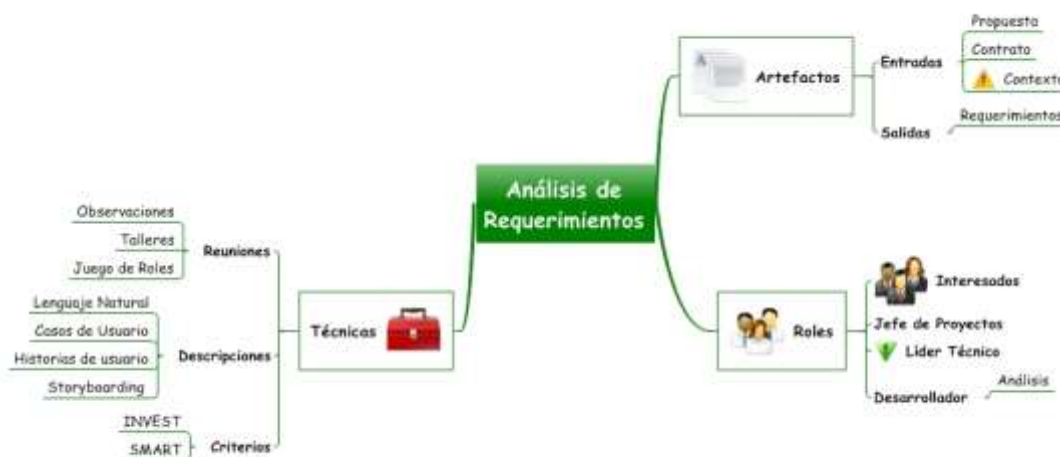 Propuesta
Entradas
Contrato
Contexto
Artefactos
Salidas
Requerimientos
Análisis de
Requerimientos
Observaciones
Talleres
Juego de Roles
Reuniones
Lenguaje Natural
Casos de Usuario
Historias de usuario
Storyboarding
Descripciones
INVEST
SMART
Criterios
Técnicas
Roles
Interesados
Jefe de Proyectos
Líder Técnico
Desarrollador
Análisis